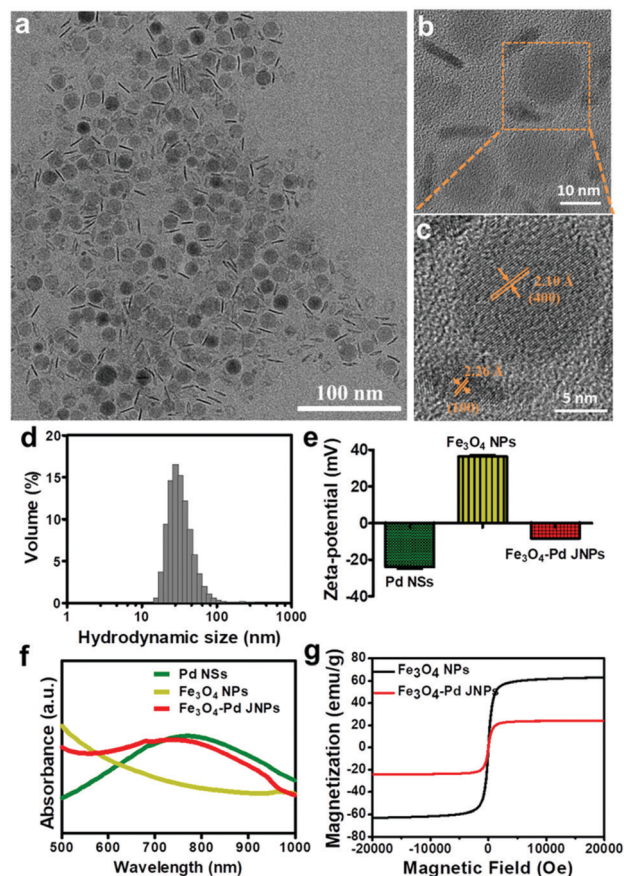 a
100 nm
b
10 nm
c
2.10 Å
(400)
2.26 Å
(100)
5 nm
d
Volume (%)
20
15
10
5
0
1
10
100
1000
Hydrodynamic size (nm)
e
Zeta-potential (mV)
40
20
0
-20
-40
Fe₃O₄ NPs
Pd NSs
Fe₃O₄-Pd JNPs
f
Absorbance (a.u.)
Pd NSs
Fe₃O₄ NPs
Fe₃O₄-Pd JNPs
500 600 700 800 900 1000
Wavelength (nm)
g
Magnetization (emu/g)
80
60
40
20
0
-20
-40
-60
-80
Fe₃O₄ NPs
Fe₃O₄-Pd JNPs
-20000 -10000 0 10000 20000
Magnetic Field (Oe)